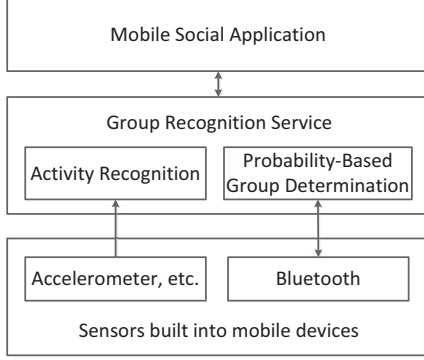 Mobile Social Application
Group Recognition Service
Activity Recognition
Probability-Based
Group Determination
Accelerometer, etc.
Bluetooth
Sensors built into mobile devices